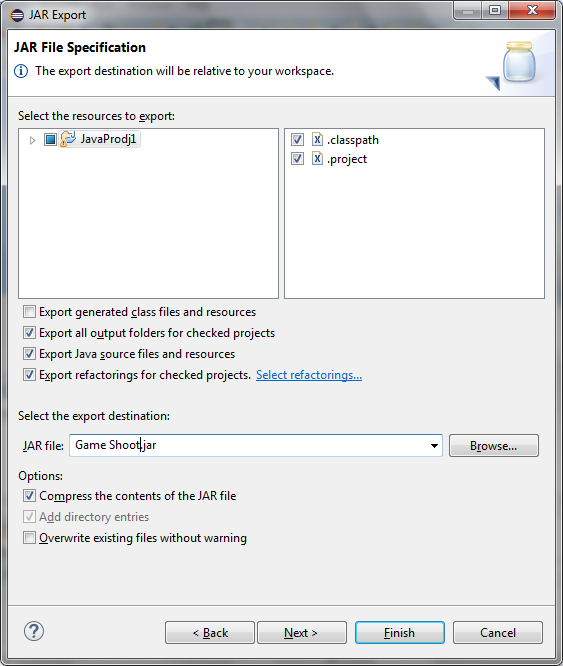 JAR Export
JAR File Specification
The export destination will be relative to your workspace.
Select the resources to export:
JavaProdj1
.classpath
.project
Export generated class files and resources
Export all output folders for checked projects
Export Java source files and resources
Export refactorings for checked projects. Select refactorings...
Select the export destination:
JAR file: Game Shoot.jar Browse...
Options:
Compress the contents of the JAR file
Add directory entries
Overwrite existing files without warning
? < Back Next > Finish Cancel